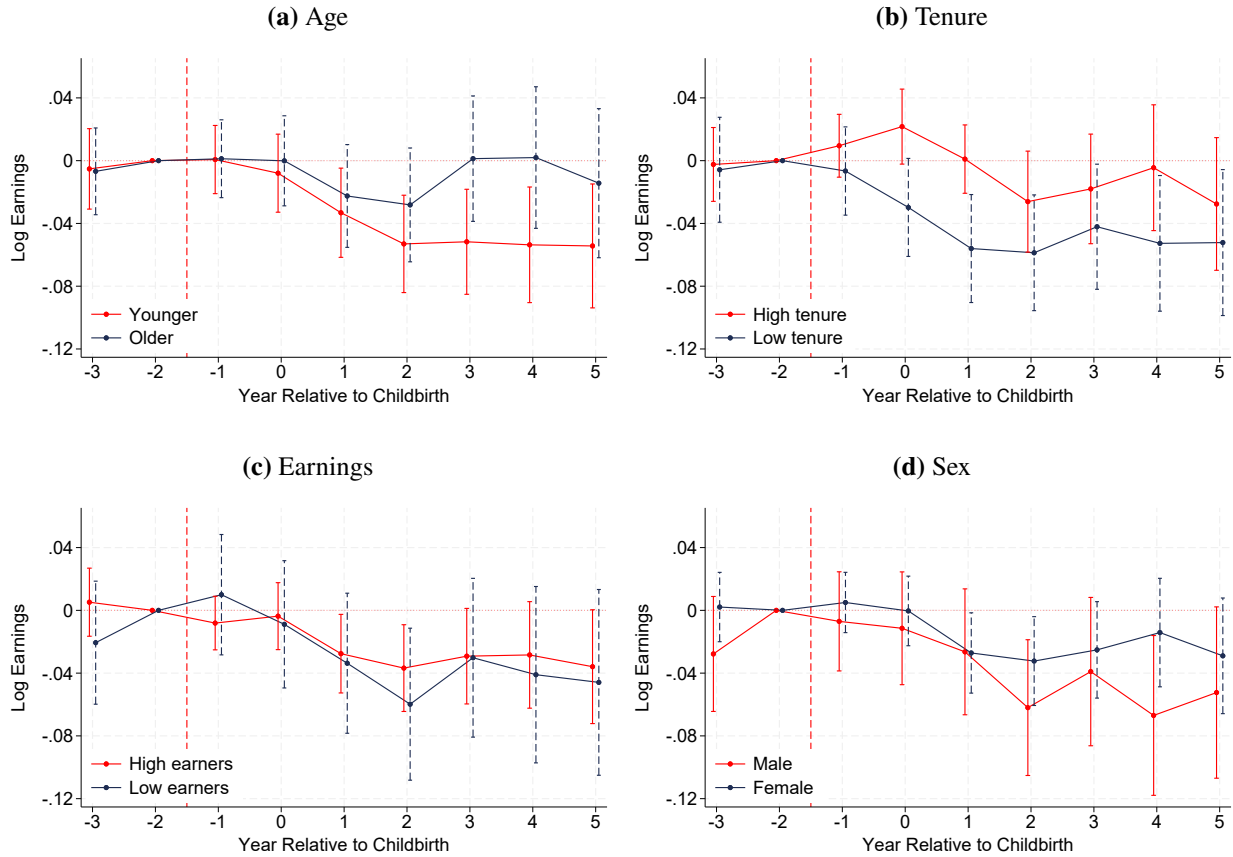 (a) Age
Log Earnings
.04
0
-.04
-.08
-.12
Younger
Older
-3 -2 -1 0 1 2 3 4 5
Year Relative to Childbirth
(b) Tenure
Log Earnings
.04
0
-.04
-.08
-.12
High tenure
Low tenure
-3 -2 -1 0 1 2 3 4 5
Year Relative to Childbirth
(c) Earnings
Log Earnings
.04
0
-.04
-.08
-.12
High earners
Low earners
-3 -2 -1 0 1 2 3 4 5
Year Relative to Childbirth
(d) Sex
Log Earnings
.04
0
-.04
-.08
-.12
Male
Female
-3 -2 -1 0 1 2 3 4 5
Year Relative to Childbirth